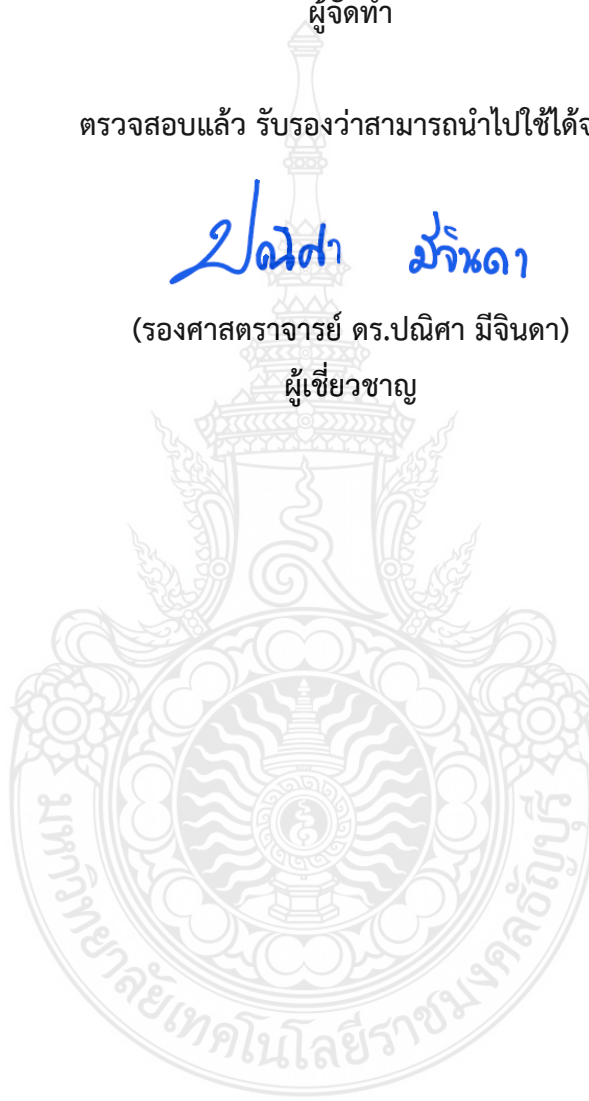 ผู้จัดทำ
ตรวจสอบแล้ว รับรองว่าสามารถนำไปใช้ได้จ
ปณิศา มีจินดา
(รองศาสตราจารย์ ดร.ปณิศา มีจินดา)
ผู้เชี่ยวชาญ
มหาวิทยาลัยเทคโนโลยีราชมงคลธัญบุรี